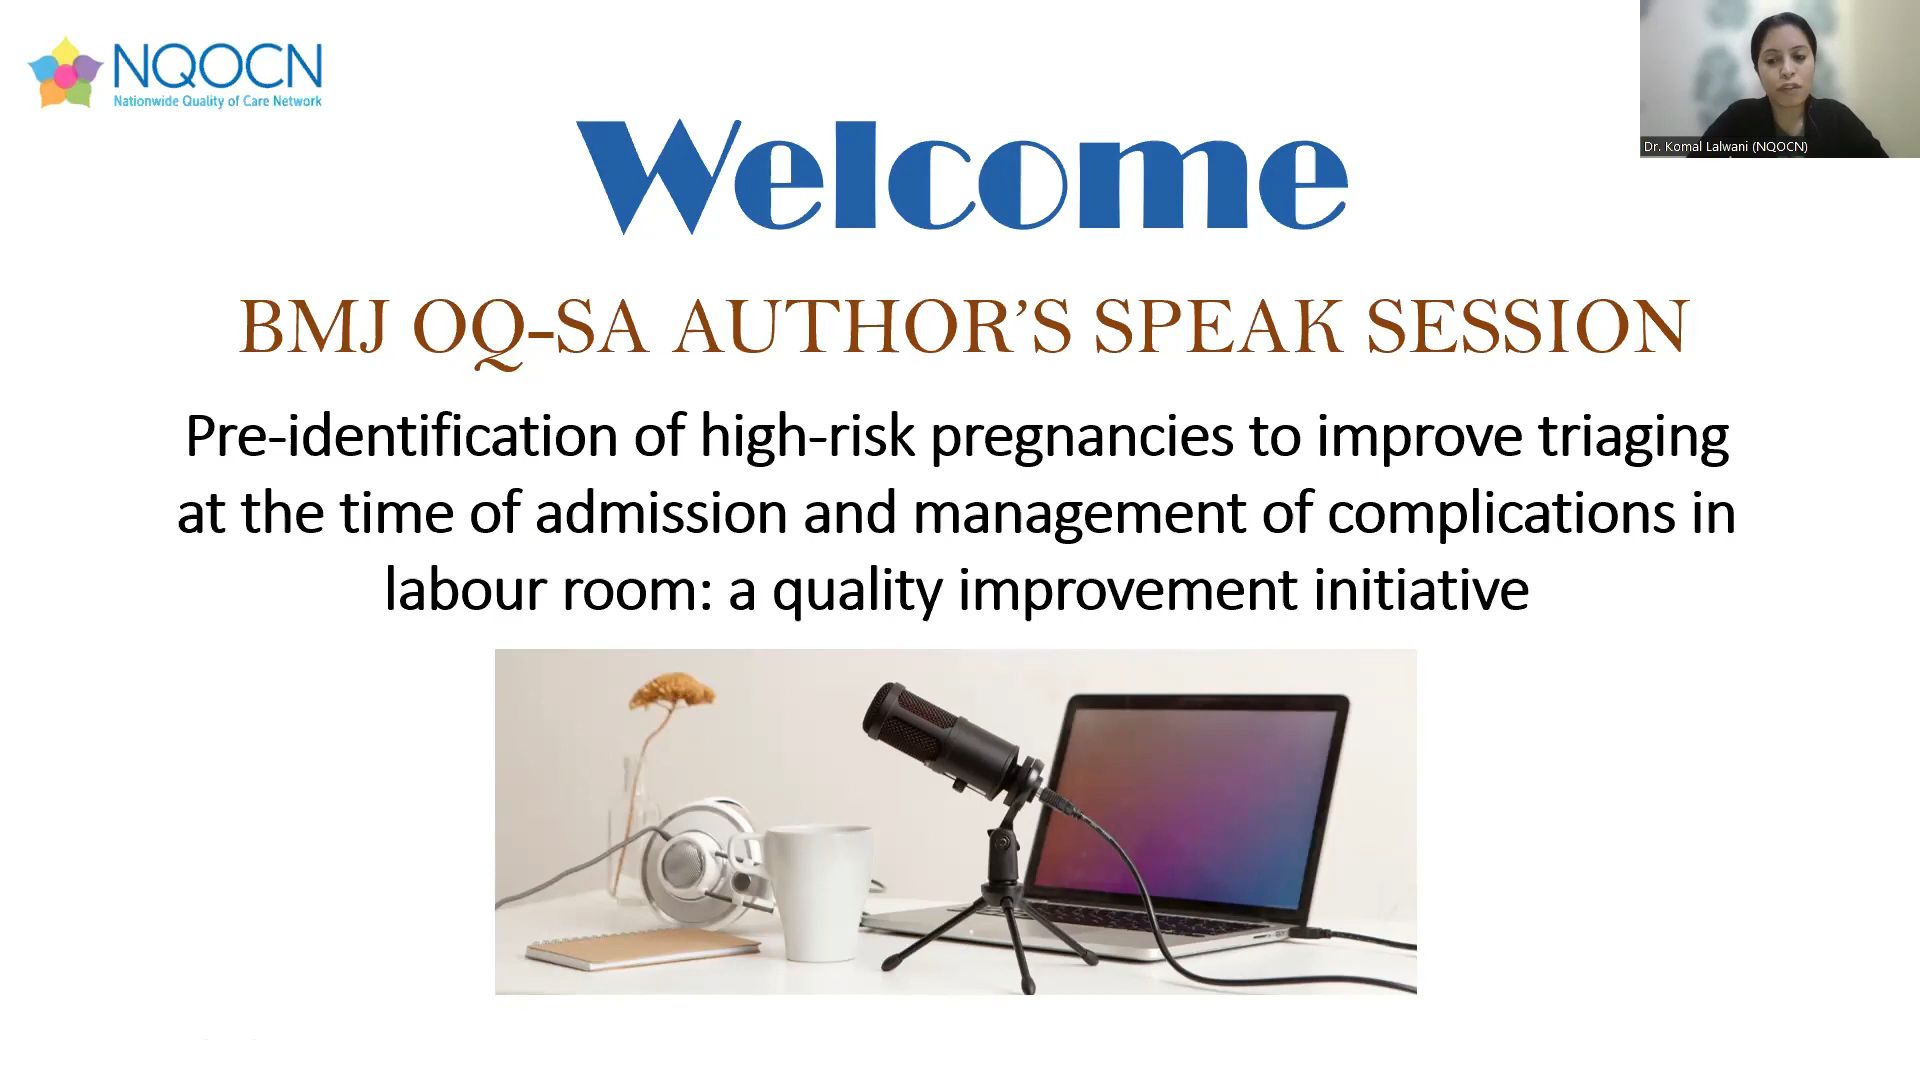 NQOCN
Nationwide Quality of Care Network
Dr. Komal Lalwani (NQOCN)
Welcome
BMJ OQ-SA AUTHOR’S SPEAK SESSION
Pre-identification of high-risk pregnancies to improve triaging
at the time of admission and management of complications in
labour room: a quality improvement initiative